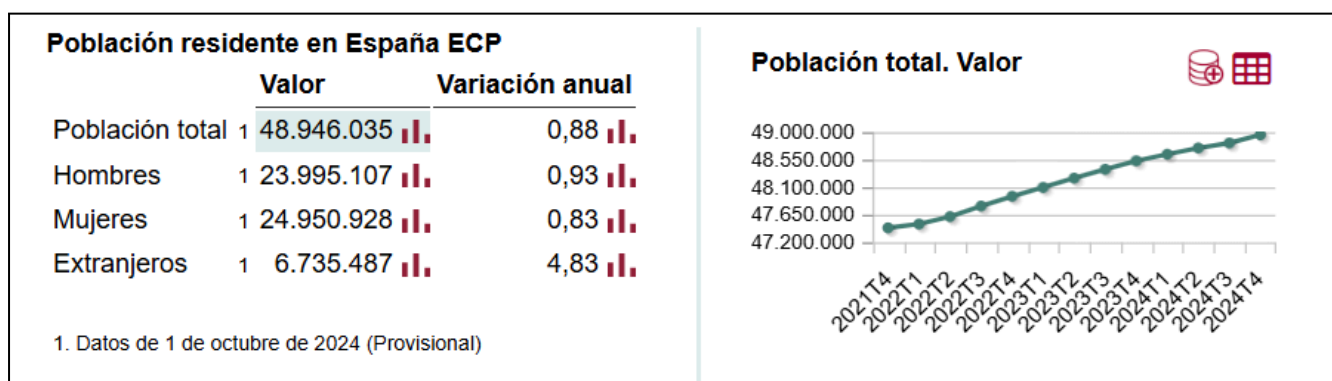 Población residente en España ECP
Valor Variación anual
Población total 1 48.946.035 0,88
Hombres 1 23.995.107 0,93
Mujeres 1 24.950.928 0,83
Extranjeros 1 6.735.487 4,83
1. Datos de 1 de octubre de 2024 (Provisional)
Población total. Valor
49.000.000
48.550.000
48.100.000
47.650.000
47.200.000
2021T4
2022T1
2022T2
2022T3
2022T4
2023T1
2023T2
2023T3
2023T4
2024T1
2024T2
2024T3
2024T4